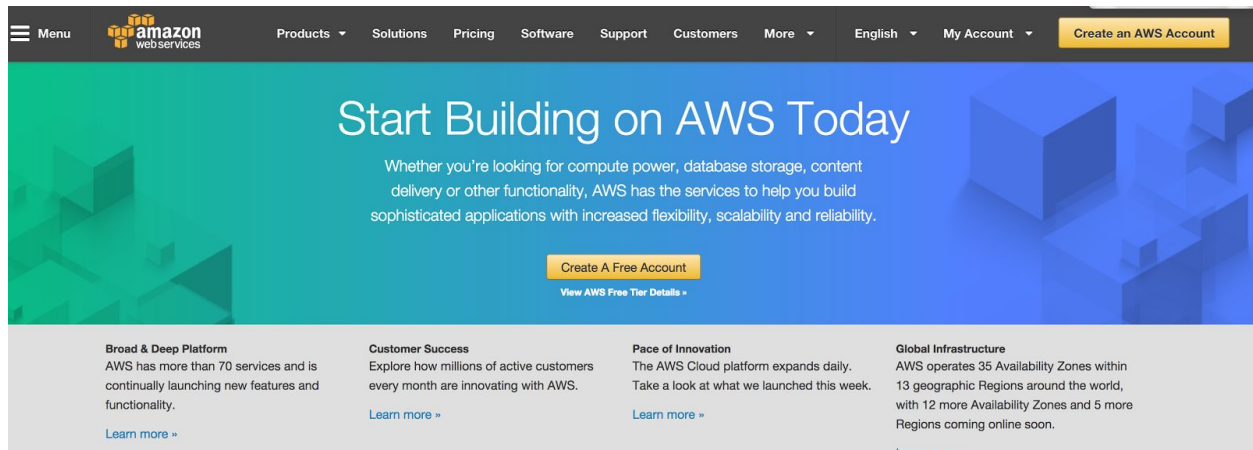 Menu
amazon
webservices
Products
Solutions
Pricing
Software
Support
Customers
More
English
My Account
Create an AWS Account
Start Building on AWS Today
Whether you're looking for compute power, database storage, content
delivery or other functionality, AWS has the services to help you build
sophisticated applications with increased flexibility, scalability and reliability.
Create A Free Account
View AWS Free Tier Details »
Broad & Deep Platform
AWS has more than 70 services and is
continually launching new features and
functionality.
Learn more »
Customer Success
Explore how millions of active customers
every month are innovating with AWS.
Learn more »
Pace of Innovation
The AWS Cloud platform expands daily.
Take a look at what we launched this week.
Learn more »
Global Infrastructure
AWS operates 35 Availability Zones within
13 geographic Regions around the world,
with 12 more Availability Zones and 5 more
Regions coming online soon.